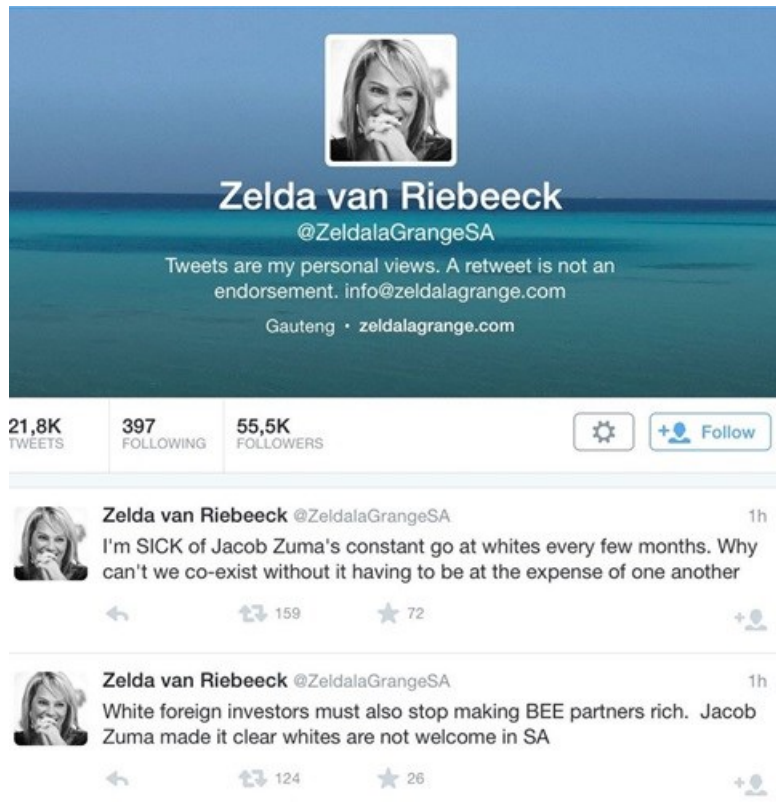 Zelda van Riebeeck
@ZeldalaGrangeSA
Tweets are my personal views. A retweet is not an
endorsement. info@zeldalagrange.com
Gauteng · zeldalagrange.com
21,8K
TWEETS
397
FOLLOWING
55,5K
FOLLOWERS
Follow
Zelda van Riebeeck @ZeldalaGrangeSA 1h
I'm SICK of Jacob Zuma's constant go at whites every few months. Why
can't we co-exist without it having to be at the expense of one another
159 72
Zelda van Riebeeck @ZeldalaGrangeSA 1h
White foreign investors must also stop making BEE partners rich. Jacob
Zuma made it clear whites are not welcome in SA
124 26